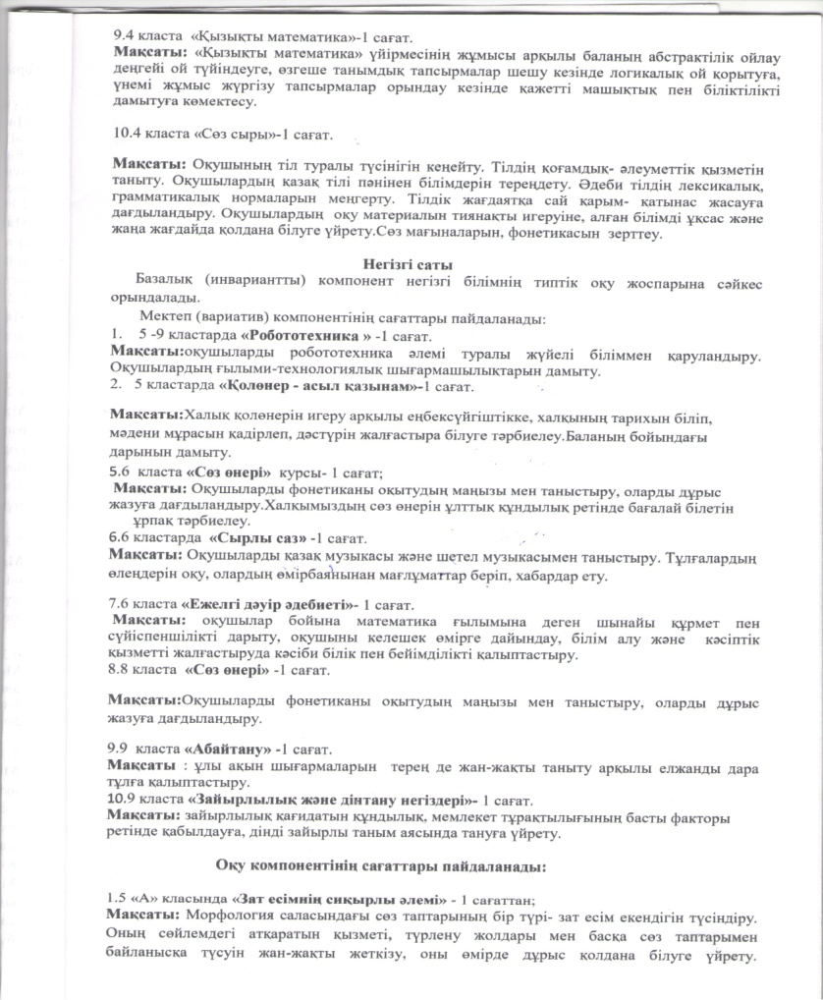 9.4 класта «Қызықты математика»-1 сағат.
Мақсаты: «Қызықты математика» үйірмесінің жұмысы арқылы баланың абстрактілік ойлау
деңгейі ой түйіндеуге, өзгеше танымдық тапсырмалар шешу кезінде логикалық ой қорытуға,
үнемі жұмыс жүргізу тапсырмалар орындау кезінде қажетті машықтық пен біліктілікті
дамытуға көмектесу.
10.4 класта «Сөз сыры»-1 сағат.
Мақсаты: Оқушының тіл туралы түсінігін кеңейту. Тілдің қоғамдық- әлеуметтік қызметін
таныту. Оқушылардың қазақ тілі пәнінен білімдерін тереңдету. Әдеби тілдің лексикалық,
грамматикалық нормаларын меңгерту. Тілдік жағдаятқа сай қарым- қатынас жасауға
дағдыландыру. Оқушылардың оқу материалын тиянақты игеруіне, алған білімді ұқсас және
жаңа жағдайда қолдана білуге үйрету.Сөз мағыналарын, фонетикасын зерттеу.
Негізгі саты
Базалық (инвариантты) компонент негізгі білімнің типтік оқу жоспарына сәйкес
орындалады.
Мектеп (вариатив) компонентінің сағаттары пайдаланады:
1. 5 -9 кластарда «Робототехника » -1 сағат.
Мақсаты:оқушыларды робототехника әлемі туралы жүйелі біліммен қаруландыру.
Оқушылардың ғылыми-технологиялық шығармашылықтарын дамыту.
2. 5 кластарда «Қолөнер - асыл қазынам»-1 сағат.
Мақсаты:Халық қолөнерін игеру арқылы еңбексүйгіштікке, халқының тарихын біліп,
мәдени мұрасын қадірлеп, дәстүрін жалғастыра білуге тәрбиелеу.Баланың бойындағы
дарынын дамыту.
5.6 класта «Сөз өнері» курсы- 1 сағат;
Мақсаты: Оқушыларды фонетиканы оқытудың маңызы мен таныстыру, оларды дұрыс
жазуға дағдыландыру.Халқымыздың сөз өнерін ұлттық құндылық ретінде бағалай білетін
ұрпақ тәрбиелеу.
6.6 кластарда «Сырлы саз» -1 сағат.
Мақсаты: Оқушыларды қазақ музыкасы және шетел музыкасымен таныстыру. Тұлғалардың
өлеңдерін оқу, олардың өмірбаянынан мағлұматтар беріп, хабардар ету.
7.6 класта «Ежелгі дәуір әдебиеті»- 1 сағат.
Мақсаты: оқушылар бойына математика ғылымына деген шынайы құрмет пен
сүйіспеншілікті дарыту, оқушыны келешек өмірге дайындау, білім алу және кәсіптік
қызметті жалғастыруда кәсіби білік пен бейімділікті қалыптастыру.
8.8 класта «Сөз өнері» -1 сағат.
Мақсаты:Оқушыларды фонетиканы оқытудың маңызы мен таныстыру, оларды дұрыс
жазуға дағдыландыру.
9.9 класта «Абайтану» -1 сағат.
Мақсаты : ұлы ақын шығармаларын терең де жан-жақты таныту арқылы елжанды дара
тұлға қалыптастыру.
10.9 класта «Зайырлылық және дінтану негіздері»- 1 сағат.
Мақсаты: зайырлылық қағидатын құндылық, мемлекет тұрақтылығының басты факторы
ретінде қабылдауға, дінді зайырлы таным аясында тануға үйрету.
Оқу компонентінің сағаттары пайдаланады:
1.5 «А» класында «Зат есімнің сиқырлы әлемі» - 1 сағаттан;
Мақсаты: Морфология саласындағы сөз таптарының бір түрі- зат есім екендігін түсіндіру.
Оның сөйлемдегі атқаратын қызметі, түрлену жолдары мен басқа сөз таптарымен
байланысқа түсуін жан-жақты жеткізу, оны өмірде дұрыс қолдана білуге үйрету.